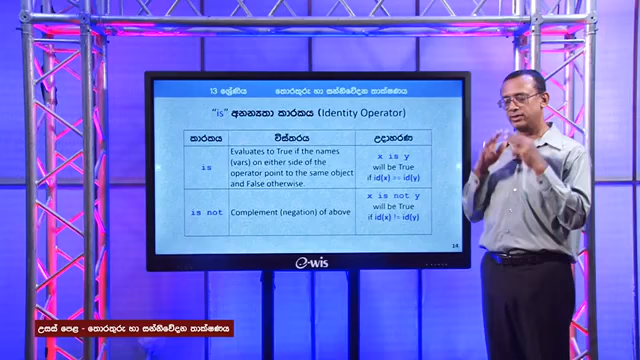 13 ශ්‍රේණිය තොරතුරු හා සන්නිවේදන තාක්ෂණය
"is" අනන්‍යතා කාරකය (Identity Operator)
කාරකය විස්තරය උදාහරණ
is
Evaluates to True if the names
(vars) on either side of the
operator point to the same object
and False otherwise.
x is y
will be True
if id(x) == id(y)
is not
Complement (negation) of above
x is not y
will be True
if id(x) != id(y)
14
e-wis
උසස් පෙළ - තොරතුරු හා සන්නිවේදන තාක්ෂණය